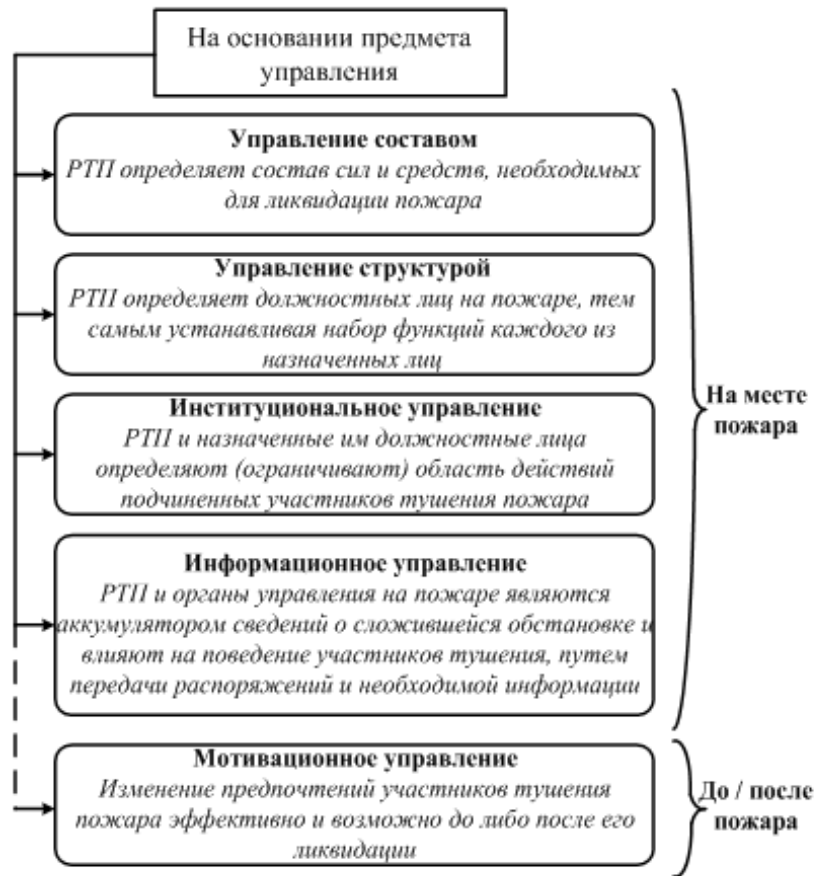 На основании предмета
управления
Управление составом
РТП определяет состав сил и средств, необходимых
для ликвидации пожара
Управление структурой
РТП определяет должностных лиц на пожаре, тем
самым устанавливая набор функций каждого из
назначенных лиц
Институциональное управление
РТП и назначенные им должностные лица
определяют (ограничивают) область действий
подчиненных участников тушения пожара
Информационное управление
РТП и органы управления на пожаре являются
аккумулятором сведений о сложившейся обстановке и
влияют на поведение участников тушения, путем
передачи распоряжений и необходимой информации
На месте
пожара
Мотивационное управление
Изменение предпочтений участников тушения
пожара эффективно и возможно до либо после его
ликвидации
До / после
пожара